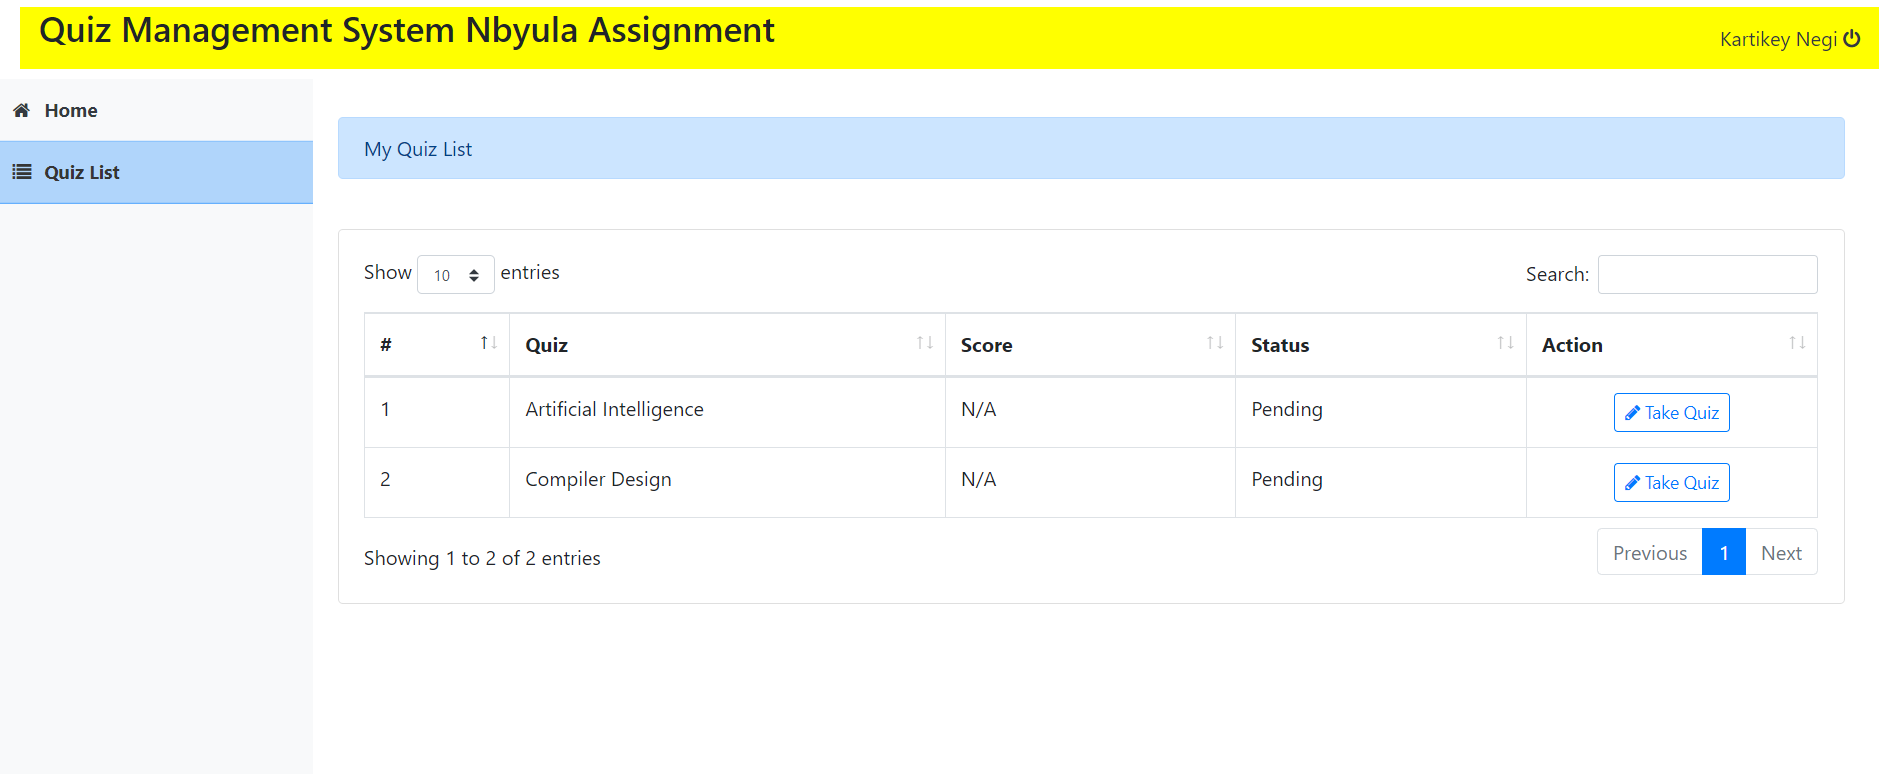 Quiz Management System Nbyula Assignment
Kartikey Negi
Home
Quiz List
My Quiz List
Show 10 entries
Search:
# Quiz Score Status Action
1 Artificial Intelligence N/A Pending Take Quiz
2 Compiler Design N/A Pending Take Quiz
Showing 1 to 2 of 2 entries
Previous 1 Next